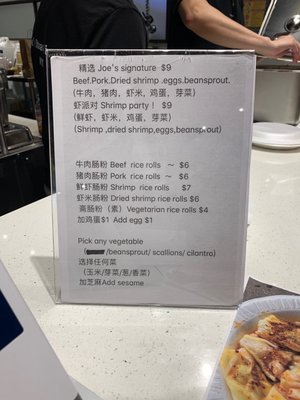 精选 Joe's signature $9
Beef.Pork.Dried shrimp .eggs.beansprout.
(牛肉，猪肉，虾米，鸡蛋，芽菜)
虾派对 Shrimp party！ $9
(鲜虾，虾米，鸡蛋，芽菜)
(Shrimp ,dried shrimp,eggs,beansprout)
牛肉肠粉 Beef rice rolls ～ $6
猪肉肠粉 Pork rice rolls ～ $6
鲜虾肠粉 Shrimp rice rolls $7
虾米肠粉 Dried shrimp rice rolls $6
斋肠粉（素）Vegetarian rice rolls $4
加鸡蛋$1 Add egg $1
Pick any vegetable
( /beansprout/ scallions/ cilantro)
选择任何菜
（玉米/芽菜/葱/香菜）
加芝麻Add sesame